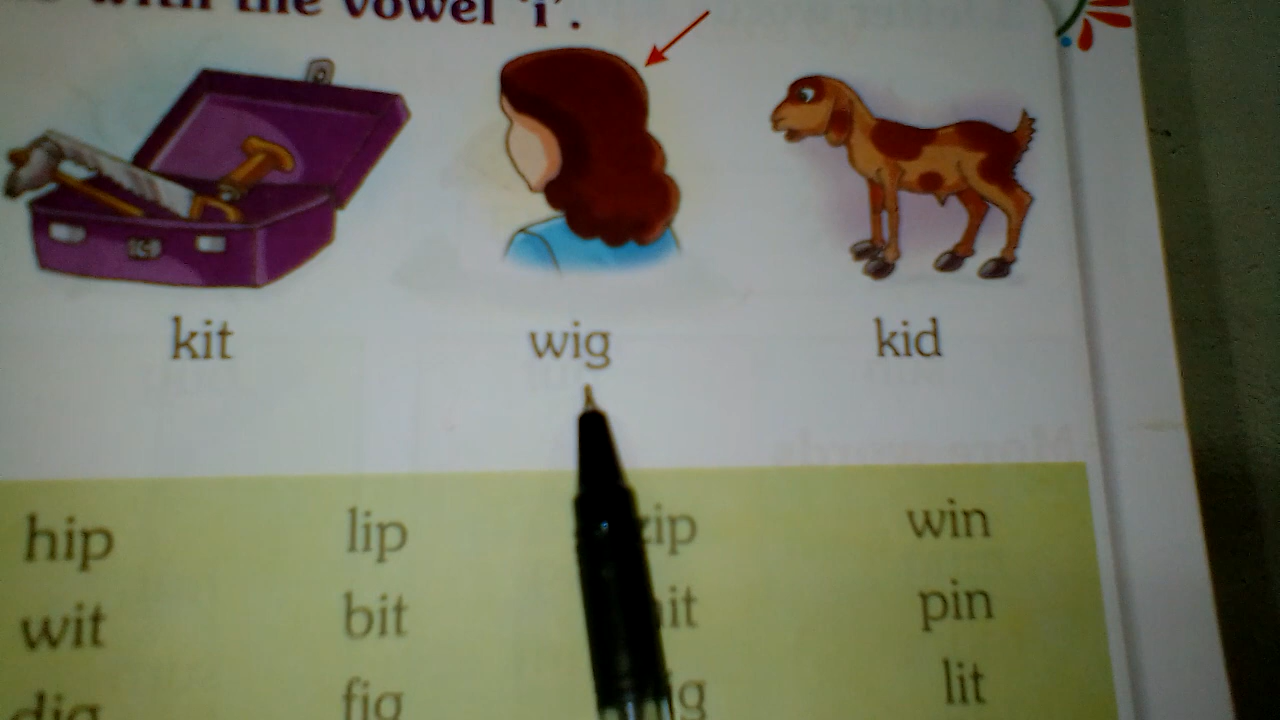 with the vowel 'i'.
kit wig kid
hip lip zip win
wit bit pin
fig lit